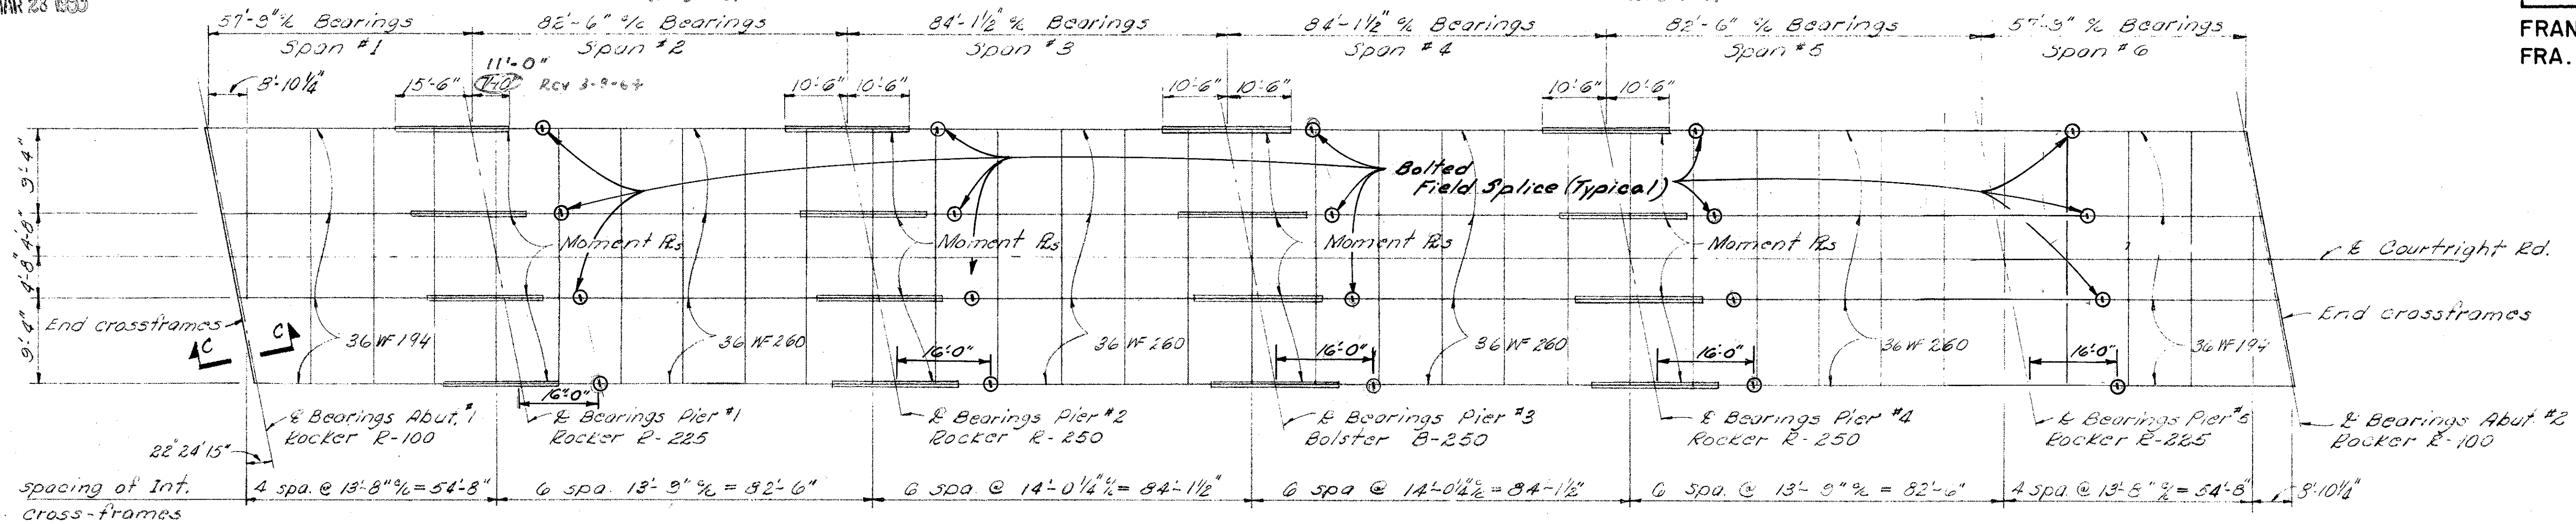 MAR 23
57'-9" ℄ Bearings
Span #1
82'-6" c/c Bearings
Span #2
84'-1½" c/c Bearings
Span #3
84'-1½" c/c Bearings
Span #4
82'-6" c/c Bearings
Span #5
57'-9" c/c Bearings
Span #6
FRAN
FRA.
8'-10¼"
15'-6"
11'-0"
Rev 3-9-64
10'-6" 10'-6"
10'-6" 10'-6"
10'-6" 10'-6"
9'-4" 4'-8" 4'-8" 9'-4"
Bolted
Field Splice (Typical)
Moment ℞s
Moment ℞s
Moment ℞s
Moment ℞s
℄ Courtright Rd.
End crossframes
C C
36 WF 194
36 WF 260
36 WF 260
36 WF 260
36 WF 260
36 WF 194
End crossframes
16'-0"
16'-0"
16'-0"
16'-0"
16'-0"
℄ Bearings Abut. #1
Rocker R-100
℄ Bearings Pier #1
Rocker R-225
℄ Bearings Pier #2
Rocker R-250
℄ Bearings Pier #3
Bolster B-250
℄ Bearings Pier #4
Rocker R-250
℄ Bearings Pier #5
Rocker R-225
℄ Bearings Abut #2
Rocker R-100
22° 24' 15"
spacing of Int.
cross-frames
4 spa. @ 13'-8" c/c = 54'-8"
6 spa. 13'-9" c/c = 82'-6"
6 spa @ 14'-0¼" c/c = 84'-1½"
6 spa @ 14'-0¼" c/c = 84-1½"
6 spa. @ 13'-9" c/c = 82'-6"
4 spa. @ 13'-8" c/c = 54'-8"
8'-10¼"